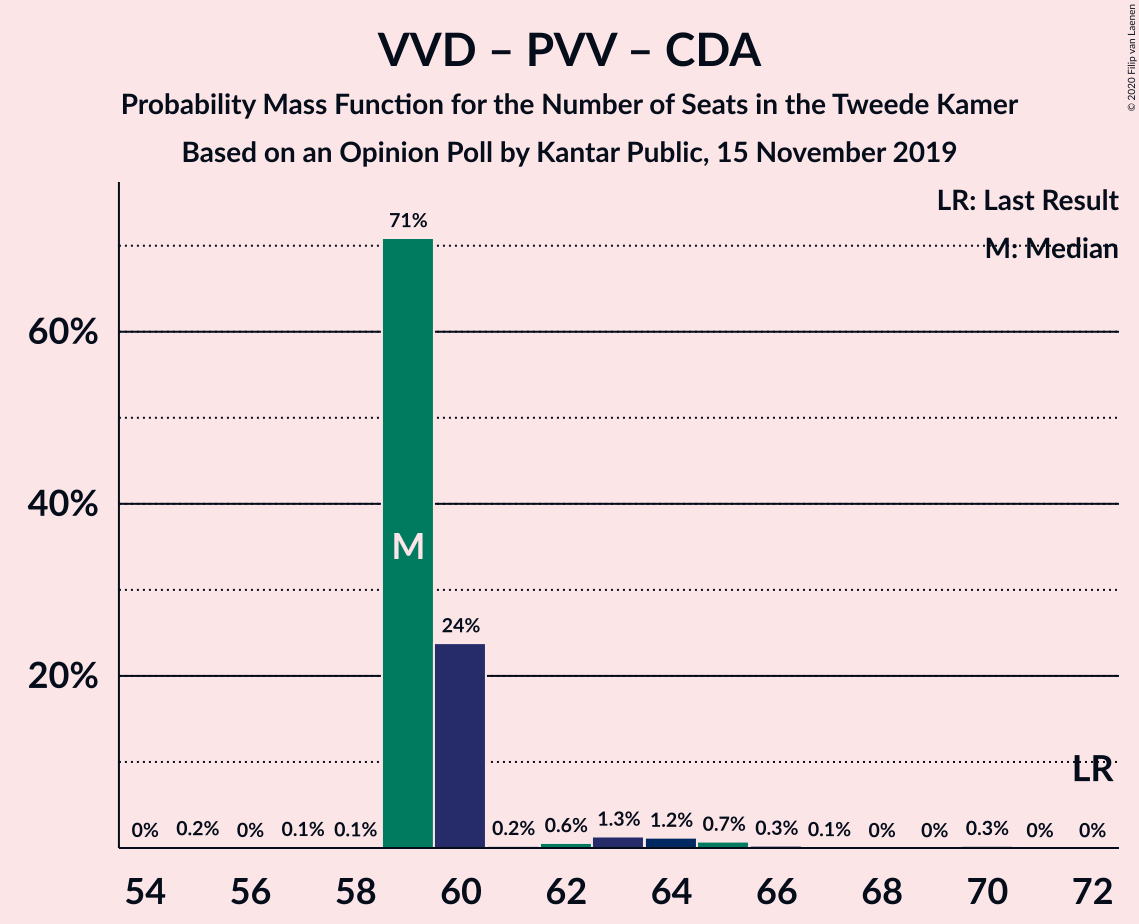 VVD – PVV – CDA
Probability Mass Function for the Number of Seats in the Tweede Kamer
Based on an Opinion Poll by Kantar Public, 15 November 2019
© 2020 Filip van Laenen
LR: Last Result
M: Median
60%
40%
20%
71%
M
24%
LR
0% 0.2% 0% 0.1% 0.1% 0.2% 0.6% 1.3% 1.2% 0.7% 0.3% 0.1% 0% 0% 0.3% 0% 0%
54 56 58 60 62 64 66 68 70 72